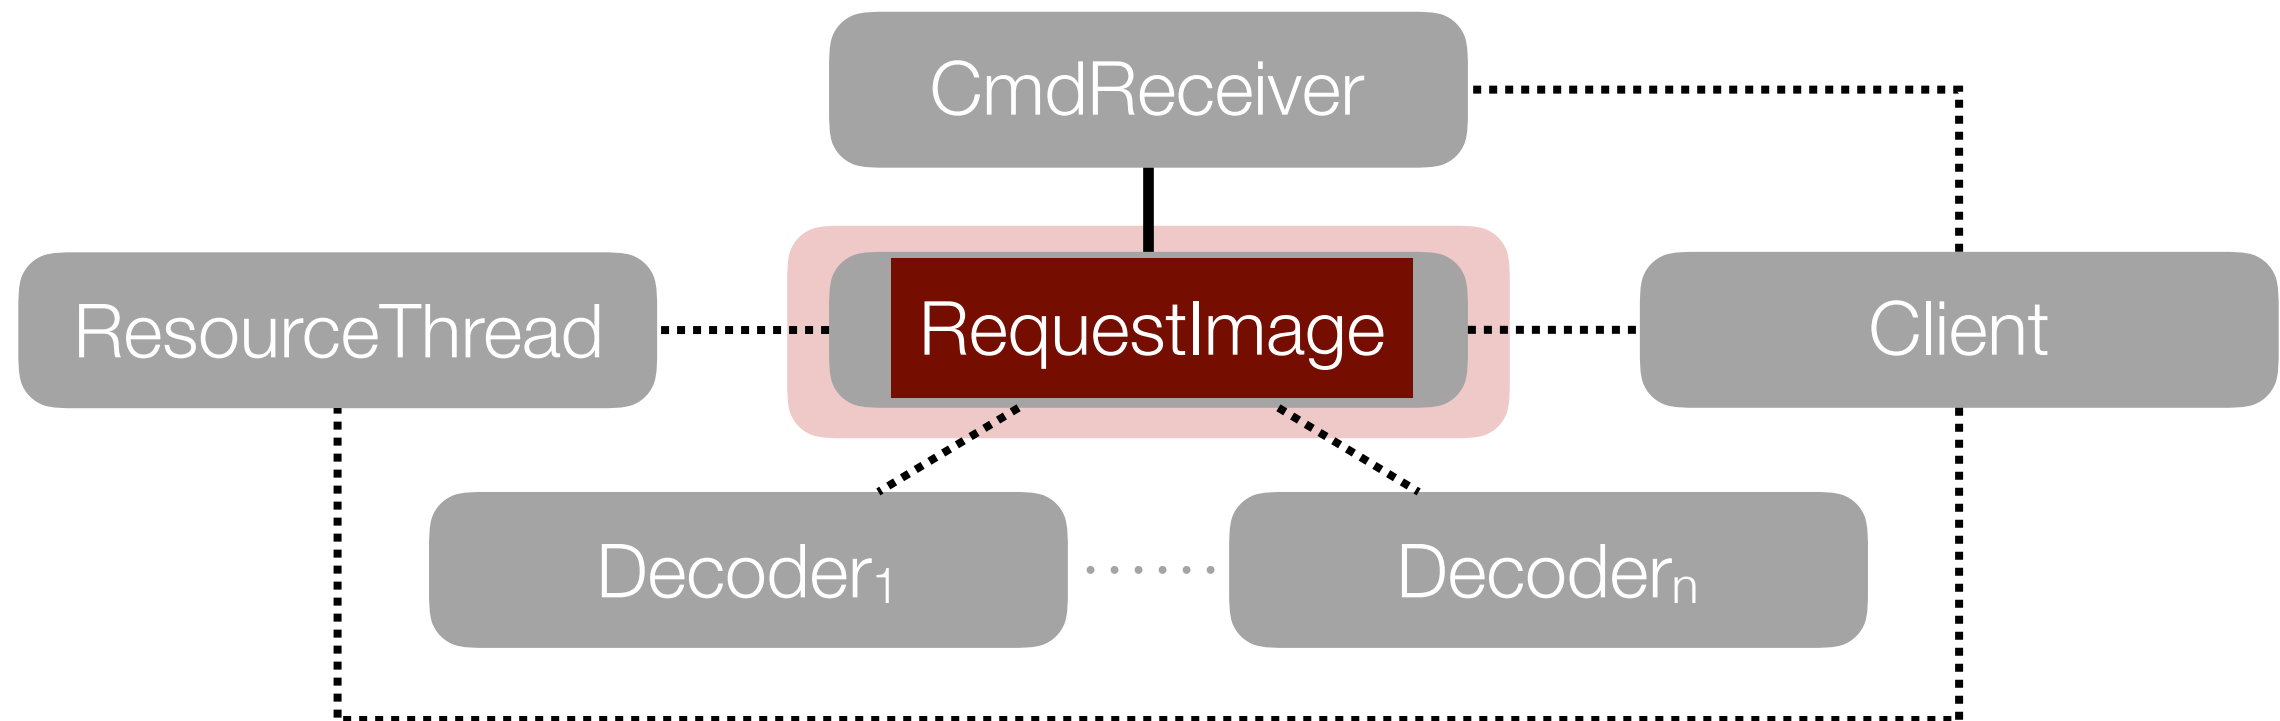 CmdReceiver
ResourceThread
RequestImage
Client
Decoder₁
Decoderₙ